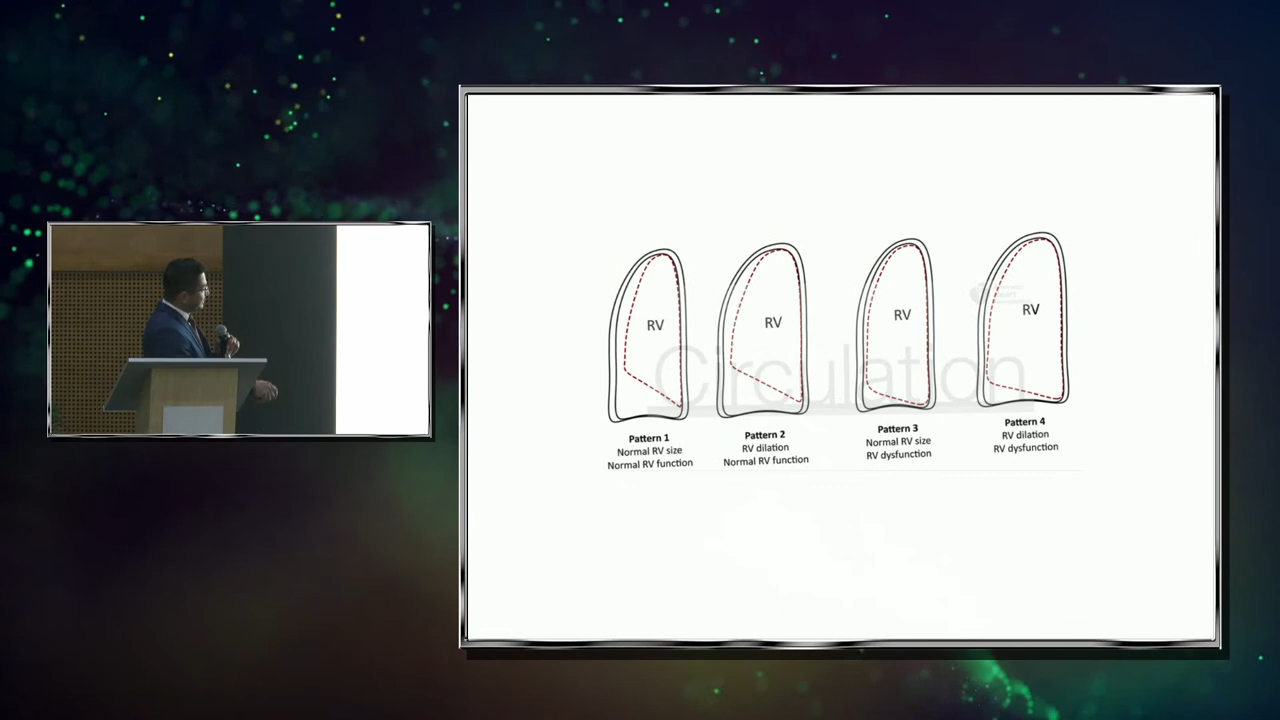 RV
RV
RV
RV
Circulation
Pattern 1
Normal RV size
Normal RV function
Pattern 2
RV dilation
Normal RV function
Pattern 3
Normal RV size
RV dysfunction
Pattern 4
RV dilation
RV dysfunction